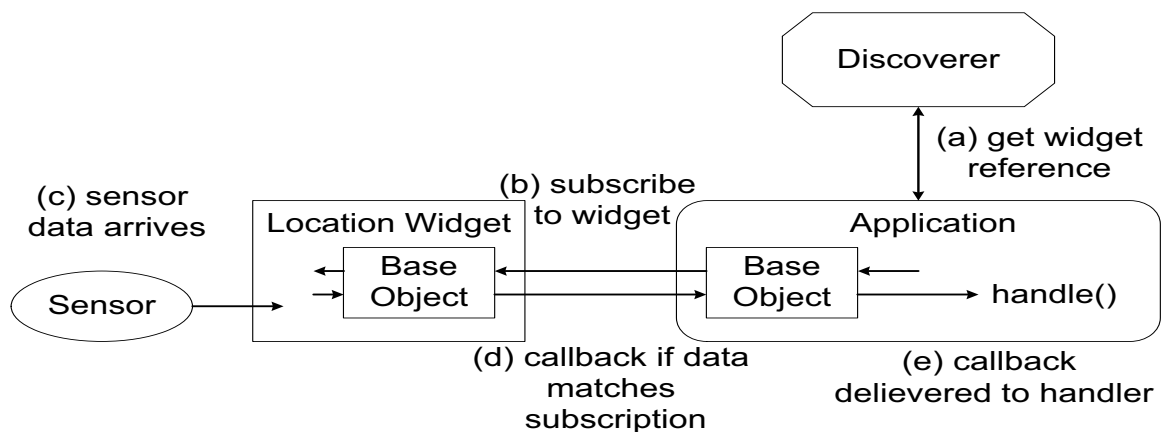 Discoverer
(a) get widget
reference
(c) sensor
data arrives
(b) subscribe
to widget
Location Widget
Application
Base
Object
Base
Object
Sensor
handle()
(d) callback if data
matches
subscription
(e) callback
delievered to handler